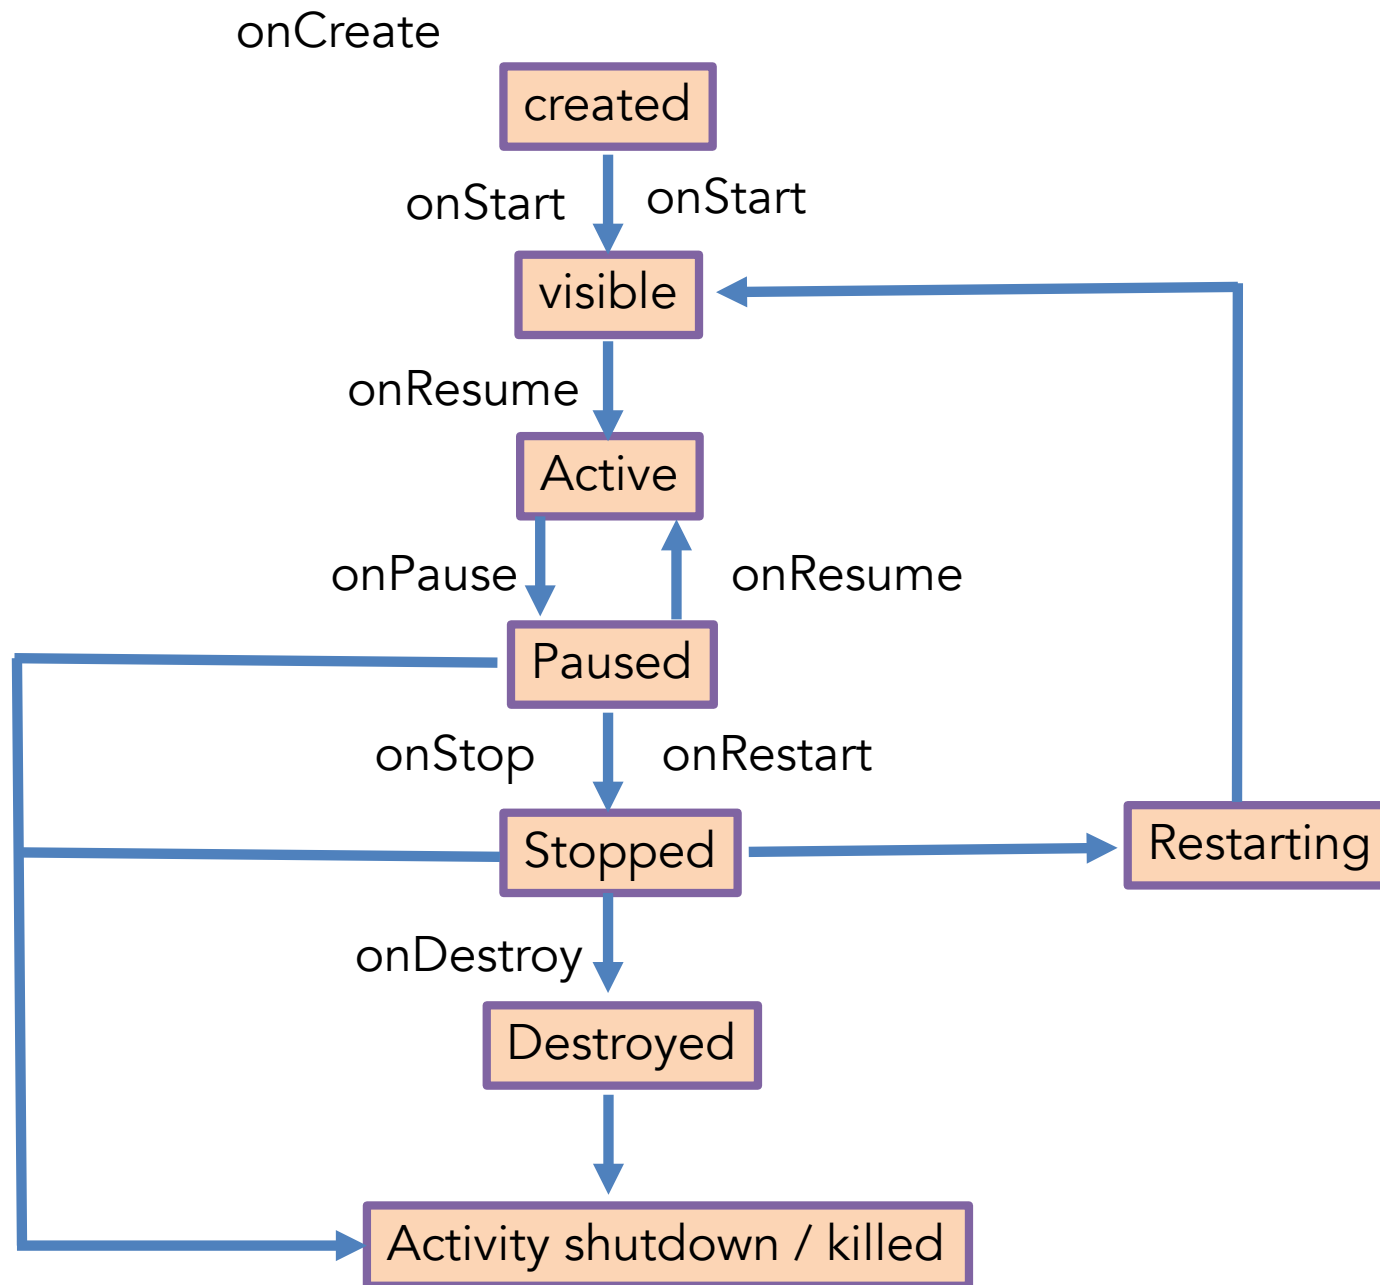 onCreate
created
onStart onStart
visible
onResume
Active
onPause onResume
Paused
onStop onRestart
Stopped Restarting
onDestroy
Destroyed
Activity shutdown / killed